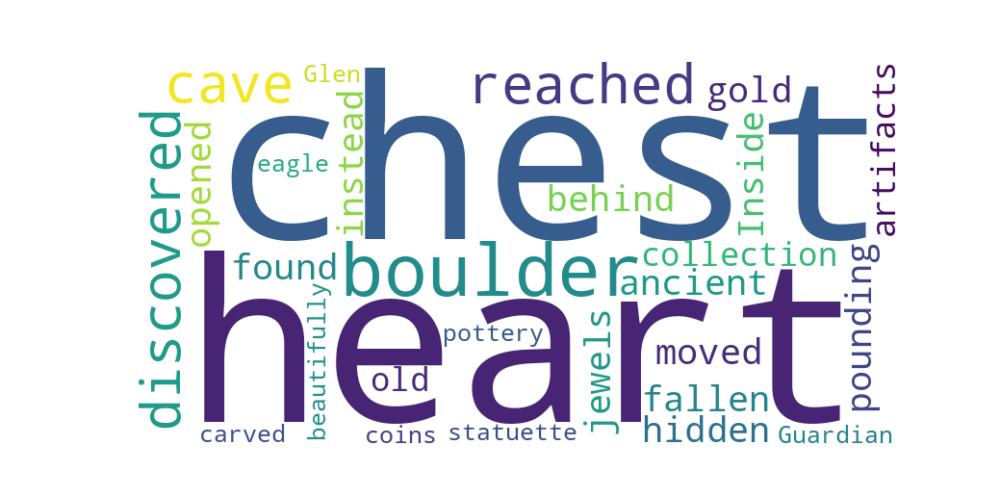 Glen
cave
reached
gold
artifacts
chest
discovered
opened
instead
eagle
Inside
behind
boulder
collection
found
ancient
heart
pounding
beautifully
pottery
old
jewels
moved
fallen
hidden
carved
coins
statuette
Guardian